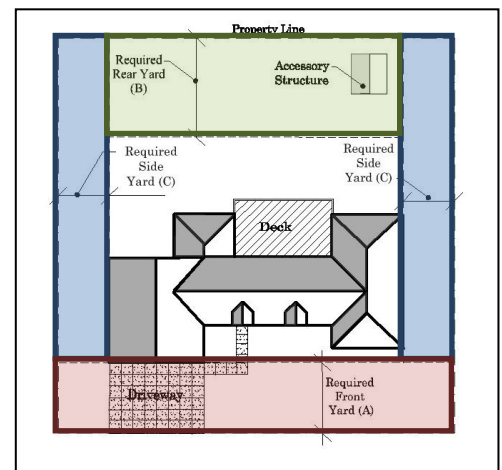 Property Line
Required
Rear Yard
(B)
Accessory
Structure
Required
Side
Yard (C)
Required
Side
Yard (C)
Deck
Driveway
Required
Front
Yard (A)